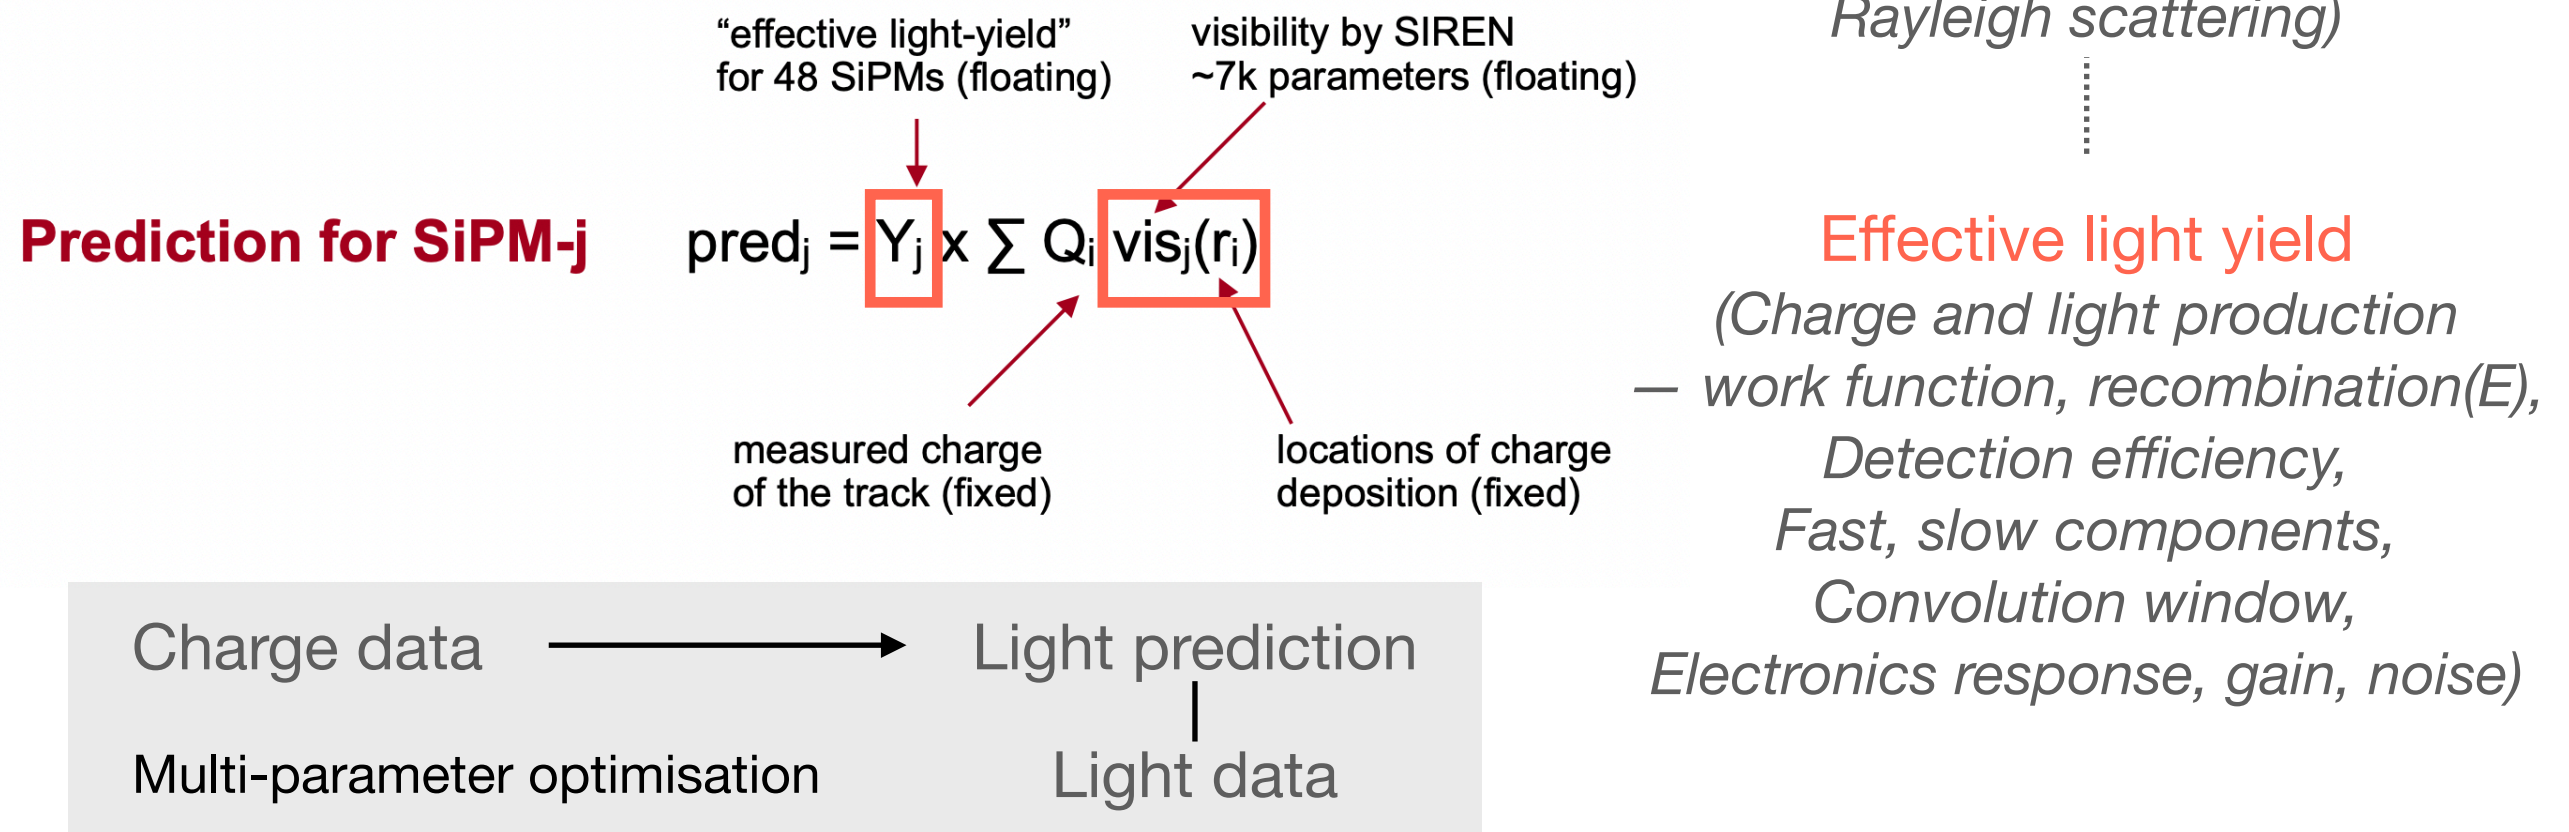 “effective light-yield”
for 48 SiPMs (floating)
visibility by SIREN
~7k parameters (floating)
Prediction for SiPM-j
predj = Yj x ∑ Qi visj(ri)
measured charge
of the track (fixed)
locations of charge
deposition (fixed)
Charge data
Light prediction
Multi-parameter optimisation
Light data
Rayleigh scattering)
Effective light yield
(Charge and light production
— work function, recombination(E),
Detection efficiency,
Fast, slow components,
Convolution window,
Electronics response, gain, noise)